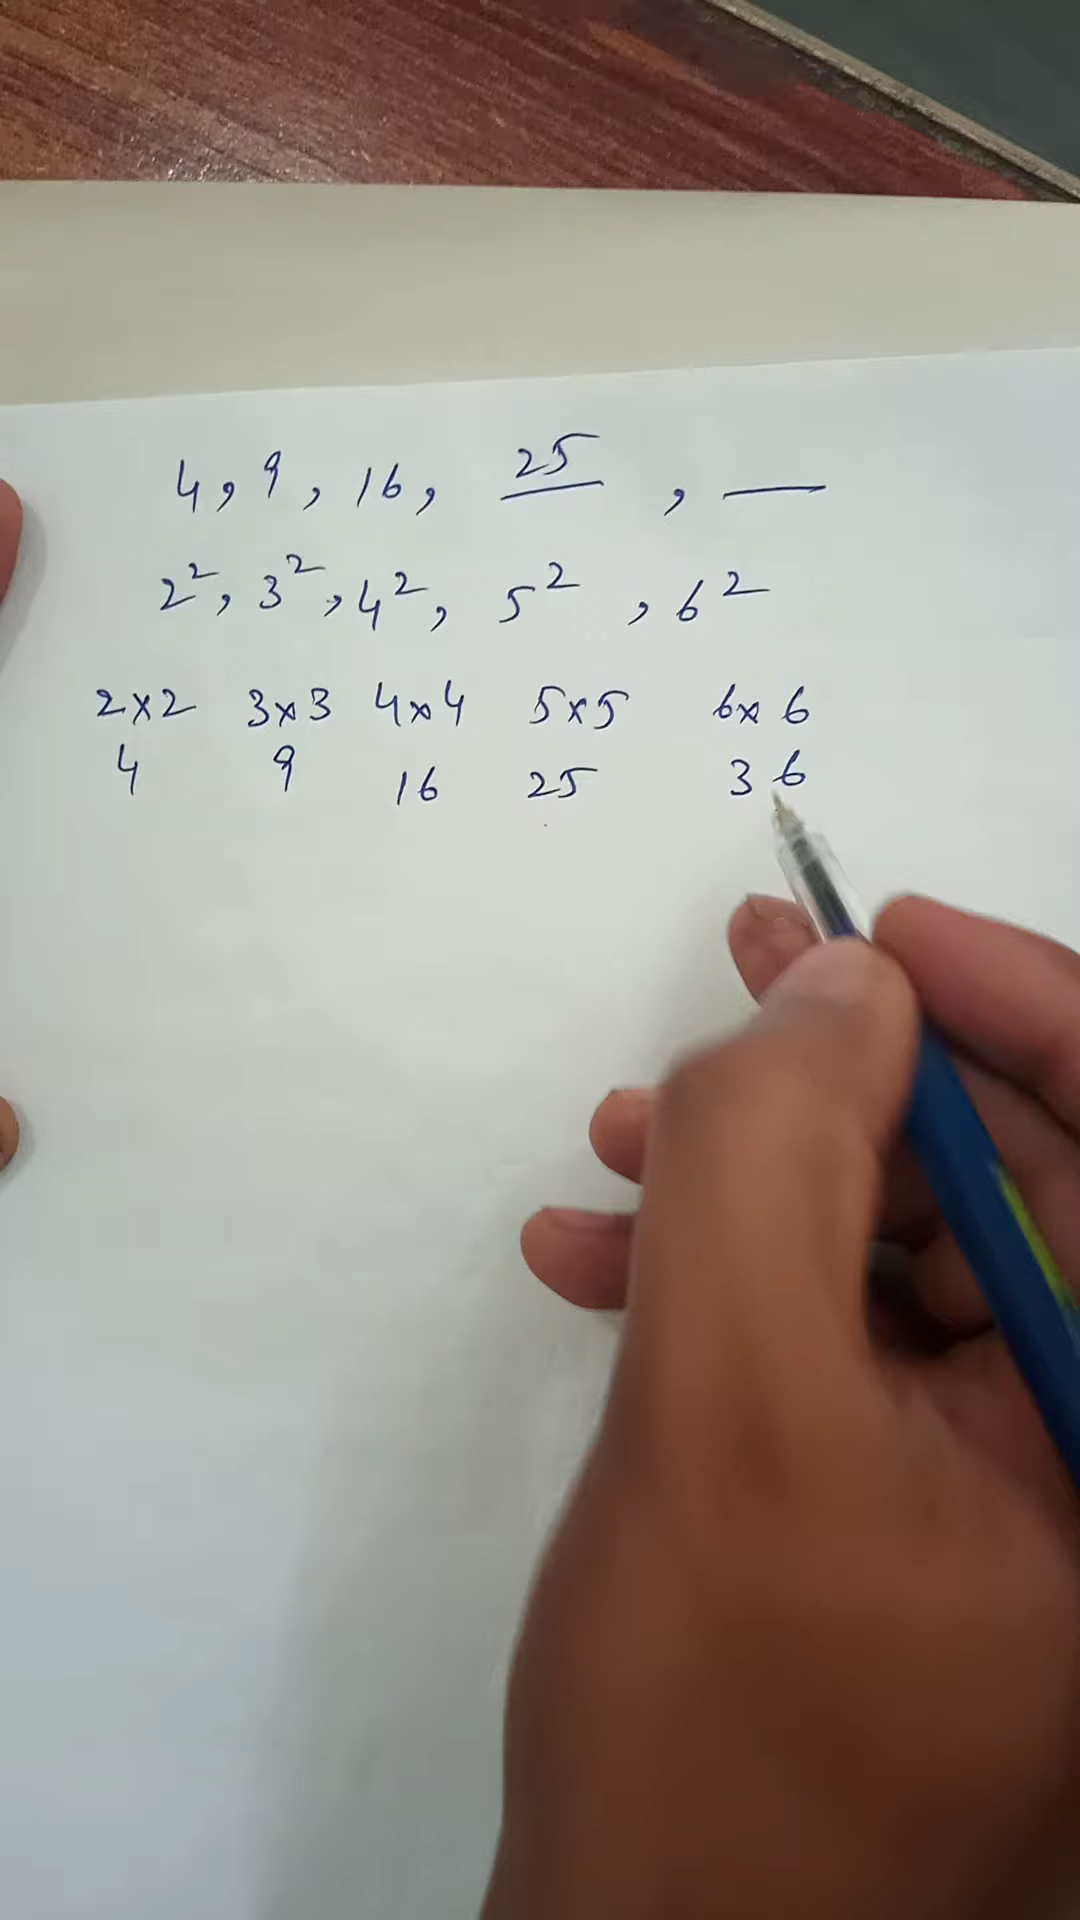 4, 9, 16, 25, __
2², 3², 4², 5², 6²
2×2 3×3 4×4 5×5 6×6
4 9 16 25 36